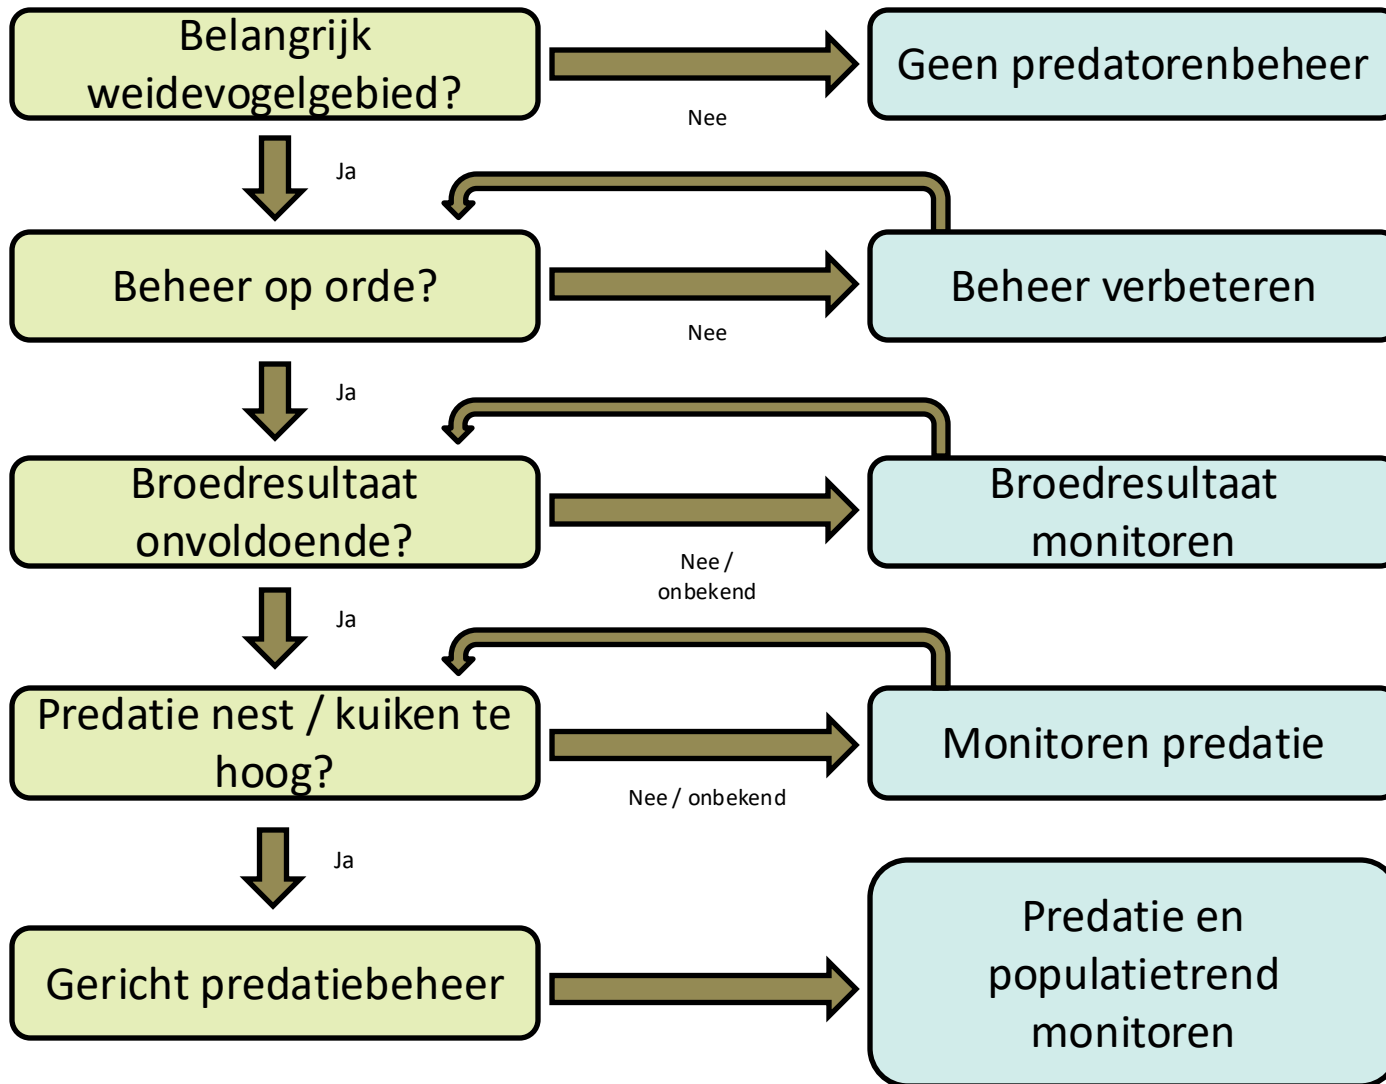 Belangrijk
weidevogelgebied?
Geen predatorenbeheer
Nee
Ja
Beheer op orde?
Beheer verbeteren
Nee
Ja
Broedresultaat
onvoldoende?
Broedresultaat
monitoren
Nee /
onbekend
Ja
Predatie nest / kuiken te
hoog?
Monitoren predatie
Nee / onbekend
Ja
Gericht predatiebeheer
Predatie en
populatietrend
monitoren